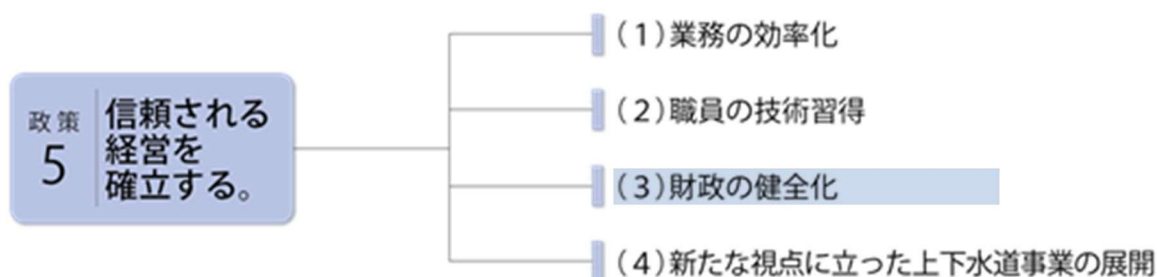 政策
5
信頼される
経営を
確立する。
(1)業務の効率化
(2)職員の技術習得
(3)財政の健全化
(4)新たな視点に立った上下水道事業の展開